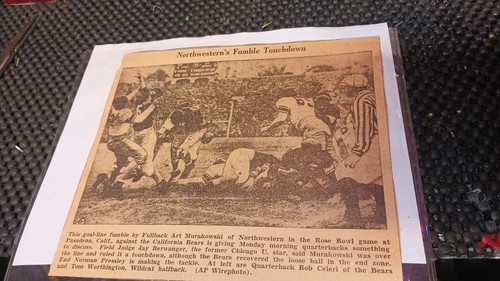 Northwestern's Fumble Touchdown
This goal-line fumble by Fullback Art Murakowski of Northwestern in the Rose Bowl game at
Pasadena, Calif., against the California Bears is giving Monday morning quarterbacks something
to discuss. Field Judge Jay Berwanger, the former Chicago U. star, said Murakowski was over
the line and ruled it a touchdown, although the Bears recovered the loose ball in the end zone.
End Norman Pressley is making the tackle. At left are Quarterback Bob Celeri of the Bears
and Tom Worthington, Wildcat halfback. (AP Wirephoto).